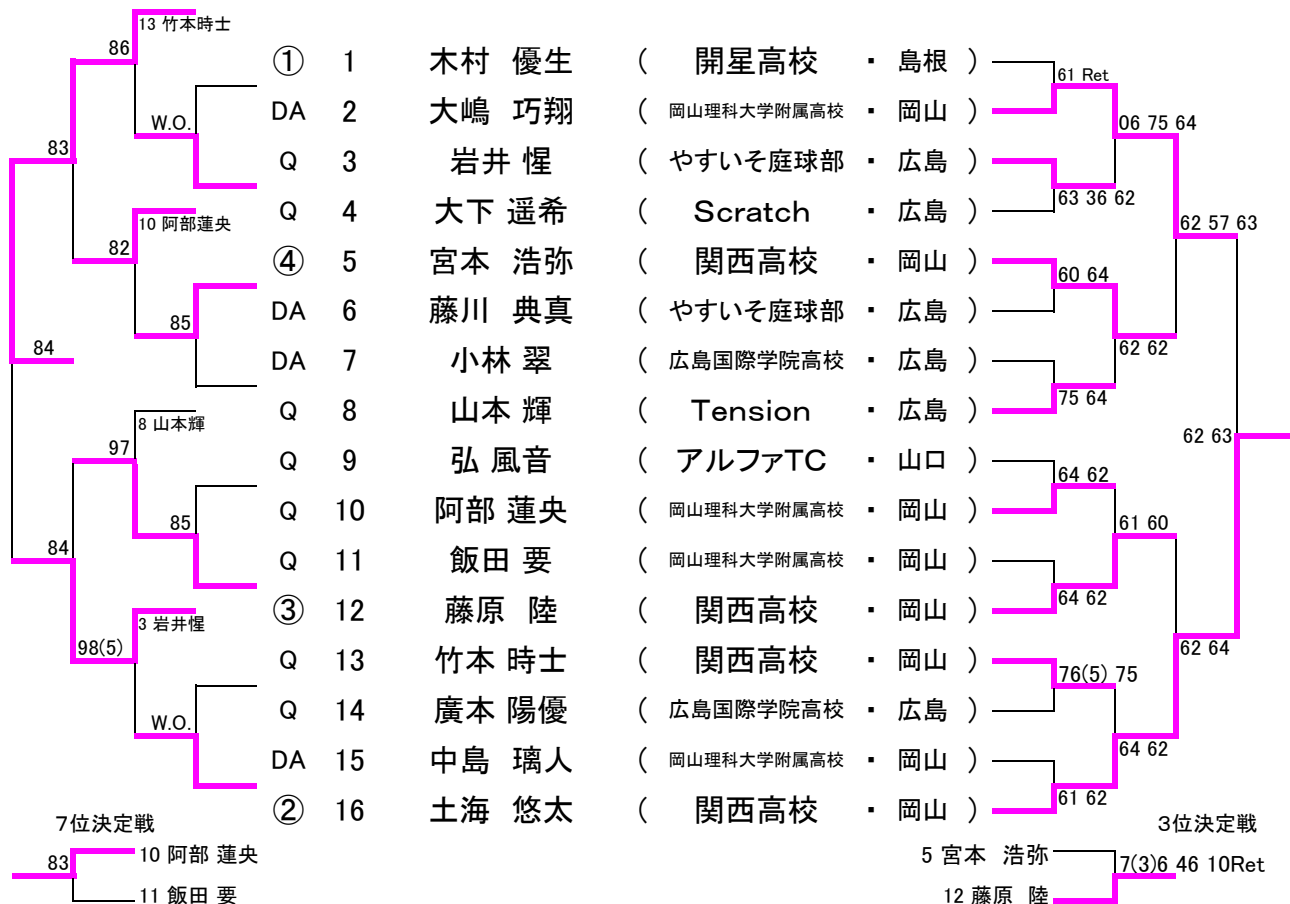 13 竹本時士
86
① 1 木村 優生 ( 開星高校 ・ 島根 )
61 Ret
DA 2 大嶋 巧翔 ( 岡山理科大学附属高校 ・ 岡山 )
W.O.
06 75 64
83
Q 3 岩井 惺 ( やすいそ庭球部 ・ 広島 )
63 36 62
Q 4 大下 遥希 ( Scratch ・ 広島 )
10 阿部蓮央
62 57 63
82
④ 5 宮本 浩弥 ( 関西高校 ・ 岡山 )
60 64
DA 6 藤川 典真 ( やすいそ庭球部 ・ 広島 )
85
84
62 62
DA 7 小林 翠 ( 広島国際学院高校 ・ 広島 )
75 64
Q 8 山本 輝 ( Tension ・ 広島 )
8 山本輝
62 63
97
Q 9 弘 風音 ( アルファTC ・ 山口 )
64 62
Q 10 阿部 蓮央 ( 岡山理科大学附属高校 ・ 岡山 )
85
61 60
84
Q 11 飯田 要 ( 岡山理科大学附属高校 ・ 岡山 )
64 62
③ 12 藤原 陸 ( 関西高校 ・ 岡山 )
3 岩井惺
98(5)
62 64
Q 13 竹本 時士 ( 関西高校 ・ 岡山 )
76(5) 75
Q 14 廣本 陽優 ( 広島国際学院高校 ・ 広島 )
W.O.
64 62
DA 15 中島 璃人 ( 岡山理科大学附属高校 ・ 岡山 )
61 62
② 16 土海 悠太 ( 関西高校 ・ 岡山 )
7位決定戦
83
10 阿部 蓮央
11 飯田 要
3位決定戦
5 宮本 浩弥
7(3)6 46 10Ret
12 藤原 陸